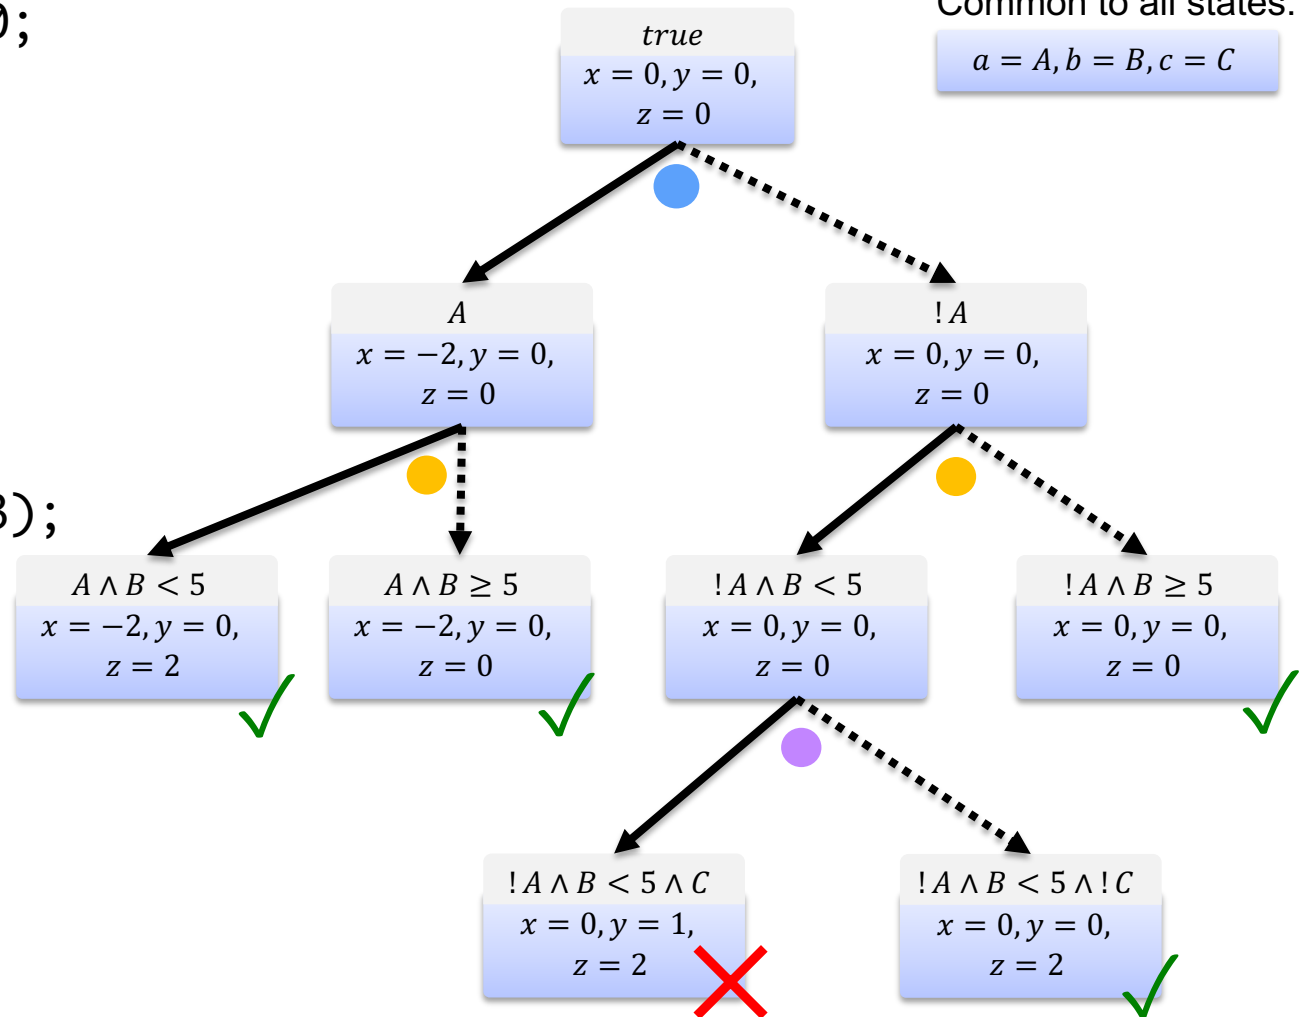 0;
Common to all states:
a = A, b = B, c = C
true
x = 0, y = 0,
z = 0
A
x = −2, y = 0,
z = 0
! A
x = 0, y = 0,
z = 0
3);
A ∧ B < 5
x = −2, y = 0,
z = 2
A ∧ B ≥ 5
x = −2, y = 0,
z = 0
! A ∧ B < 5
x = 0, y = 0,
z = 0
! A ∧ B ≥ 5
x = 0, y = 0,
z = 0
! A ∧ B < 5 ∧ C
x = 0, y = 1,
z = 2
! A ∧ B < 5 ∧ ! C
x = 0, y = 0,
z = 2